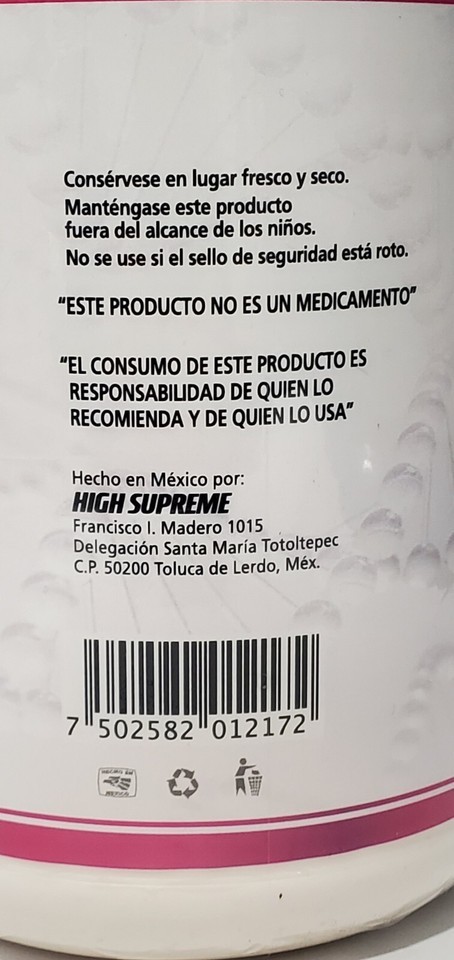 Consérvese en lugar fresco y seco.
Manténgase este producto
fuera del alcance de los niños.
No se use si el sello de seguridad está roto.
"ESTE PRODUCTO NO ES UN MEDICAMENTO"
"EL CONSUMO DE ESTE PRODUCTO ES
RESPONSABILIDAD DE QUIEN LO
RECOMIENDA Y DE QUIEN LO USA"
Hecho en México por:
HIGH SUPREME
Francisco I. Madero 1015
Delegación Santa María Totoltepec
C.P. 50200 Toluca de Lerdo, Méx.
7 502582 012172
HECHO EN
MEXICO